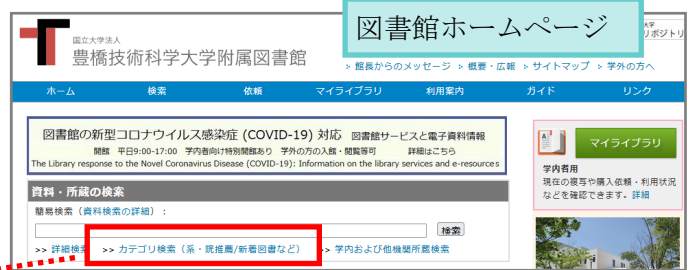 図書館ホームページ
国立大学法人
豊橋技術科学大学附属図書館
大学
リポジトリ
> 館長からのメッセージ > 概要・広報 > サイトマップ > 学外の方へ
ホーム 検索 依頼 マイライブラリ 利用案内 ガイド リンク
図書館の新型コロナウイルス感染症 (COVID-19) 対応 図書館サービスと電子資料情報
開館 平日9:00-17:00 学内者向け特別開館あり 学外の方の入館・閲覧等可 詳細はこちら
The Library response to the Novel Coronavirus Disease (COVID-19): Information on the library services and e-resources
マイライブラリ
学内者用
現在の複写や購入依頼・利用状況
などを確認できます。詳細
資料・所蔵の検索
簡易検索（資料検索の詳細）：
検索
>> 詳細検索 >> カテゴリ検索（系・院推薦/新着図書など） >> 学内および他機関所蔵検索